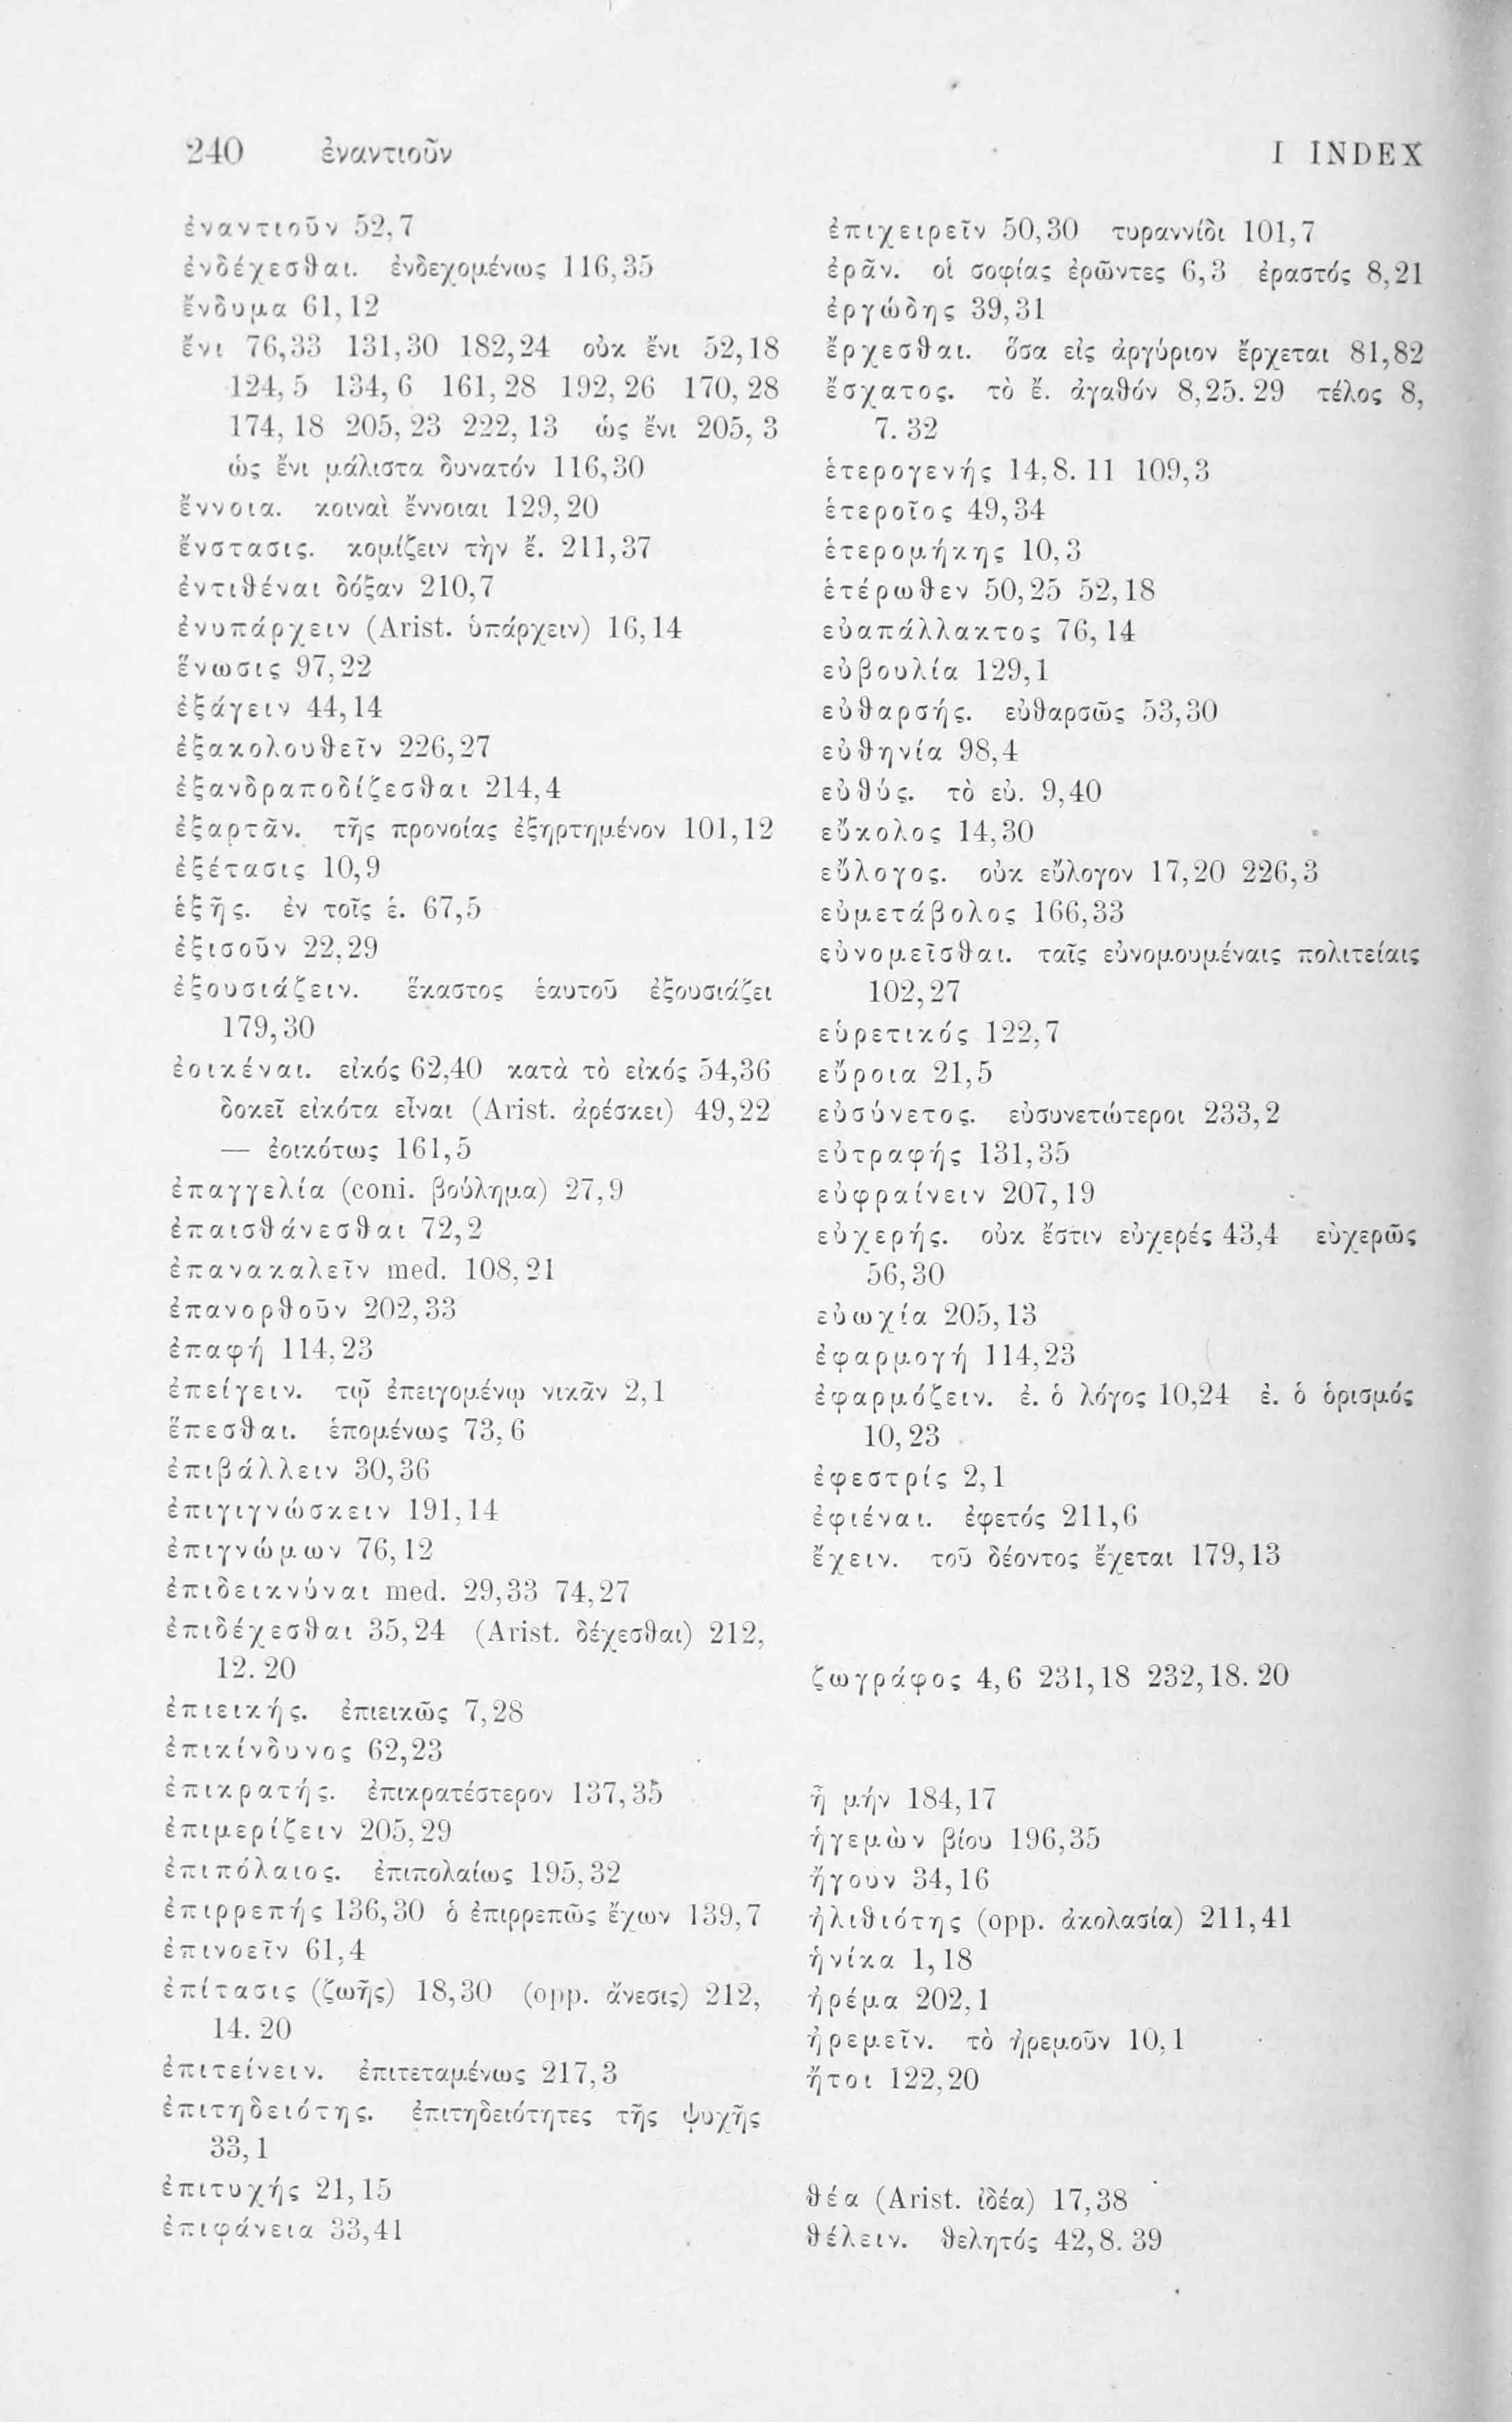 240 ἐναντιοῦν I INDEX
ἐναντιοῦν 52,7
ἐνδέχεσθαι. ἐνδεχομένως 116,35
ἔνδυμα 61,12
ἔνι 76,33 131,30 182,24 οὐκ ἔνι 52,18
124,5 134,6 161,28 192,26 170,28
174,18 205,23 222,13 ὡς ἔνι 205,3
ὡς ἔνι μάλιστα δυνατόν 116,30
ἔννοια. κοιναὶ ἔννοιαι 129,20
ἔνστασις. κομίζειν τὴν ἔ. 211,37
ἐντιθέναι δόξαν 210,7
ἐνυπάρχειν (Arist. ὑπάρχειν) 16,14
ἕνωσις 97,22
ἐξάγειν 44,14
ἐξακολουθεῖν 226,27
ἐξανδραποδίζεσθαι 214,4
ἐξαρτᾶν. τῆς προνοίας ἐξηρτημένον 101,12
ἐξέτασις 10,9
ἑξῆς. ἐν τοῖς ἑ. 67,5
ἐξισοῦν 22,29
ἐξουσιάζειν. ἕκαστος ἑαυτοῦ ἐξουσιάζει
179,30
ἐοικέναι. εἰκός 62,40 κατὰ τὸ εἰκός 54,36
δοκεῖ εἰκότα εἶναι (Arist. ἀρέσκει) 49,22
— ἐοικότως 161,5
ἐπαγγελία (coni. βούλημα) 27,9
ἐπαισθάνεσθαι 72,2
ἐπανακαλεῖν med. 108,21
ἐπανορθοῦν 202,33
ἐπαφή 114,23
ἐπείγειν. τῷ ἐπειγομένῳ νικᾶν 2,1
ἕπεσθαι. ἑπομένως 73,6
ἐπιβάλλειν 30,36
ἐπιγιγνώσκειν 191,14
ἐπιγνώμων 76,12
ἐπιδεικνύναι med. 29,33 74,27
ἐπιδέχεσθαι 35,24 (Arist. δέχεσθαι) 212,
12. 20
ἐπιεικής. ἐπιεικῶς 7,28
ἐπικίνδυνος 62,23
ἐπικρατής. ἐπικρατέστερον 137,35
ἐπιμερίζειν 205,29
ἐπιπόλαιος. ἐπιπολαίως 195,32
ἐπιρρεπής 136,30 ὁ ἐπιρρεπῶς ἔχων 139,7
ἐπινοεῖν 61,4
ἐπίτασις (ζωῆς) 18,30 (opp. ἄνεσις) 212,
14. 20
ἐπιτείνειν. ἐπιτεταμένως 217,3
ἐπιτηδειότης. ἐπιτηδειότητες τῆς ψυχῆς
33,1
ἐπιτυχής 21,15
ἐπιφάνεια 33,41
ἐπιχειρεῖν 50,30 τυραννίδι 101,7
ἐρᾶν. οἱ σοφίας ἐρῶντες 6,3 ἐραστός 8,21
ἐργώδης 39,31
ἔρχεσθαι. ὅσα εἰς ἀργύριον ἔρχεται 81,82
ἔσχατος. τὸ ἔ. ἀγαθόν 8,25. 29 τέλος 8,
7. 32
ἑτερογενής 14,8. 11 109,3
ἑτεροῖος 49,34
ἑτερομήκης 10,3
ἑτέρωθεν 50,25 52,18
εὐαπάλλακτος 76,14
εὐβουλία 129,1
εὐθαρσής. εὐθαρσῶς 53,30
εὐθηνία 98,4
εὐθύς. τὸ εὐ. 9,40
εὔκολος 14,30
εὔλογος. οὐκ εὔλογον 17,20 226,3
εὐμετάβολος 166,33
εὐνομεῖσθαι. ταῖς εὐνομουμέναις πολιτείαις
102,27
εὑρετικός 122,7
εὔροια 21,5
εὐσύνετος. εὐσυνετώτεροι 233,2
εὐτραφής 131,35
εὐφραίνειν 207,19
εὐχερής. οὐκ ἔστιν εὐχερές 43,4 εὐχερῶς
56,30
εὐωχία 205,13
ἐφαρμογή 114,23
ἐφαρμόζειν. ἐ. ὁ λόγος 10,24 ἐ. ὁ ὁρισμός
10,23
ἐφεστρίς 2,1
ἐφιέναι. ἐφετός 211,6
ἔχειν. τοῦ δέοντος ἔχεται 179,13
ζωγράφος 4,6 231,18 232,18. 20
ἦ μήν 184,17
ἡγεμὼν βίου 196,35
ἤγουν 34,16
ἠλιθιότης (opp. ἀκολασία) 211,41
ἡνίκα 1,18
ἠρέμα 202,1
ἠρεμεῖν. τὸ ἠρεμοῦν 10,1
ἤτοι 122,20
θέα (Arist. ἰδέα) 17,38
θέλειν. θελητός 42,8. 39